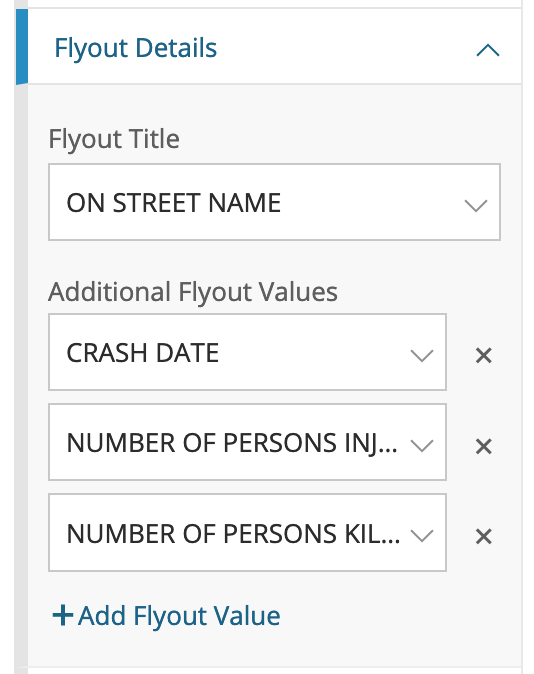 Flyout Details
Flyout Title
ON STREET NAME
Additional Flyout Values
CRASH DATE
NUMBER OF PERSONS INJ...
NUMBER OF PERSONS KIL...
+Add Flyout Value